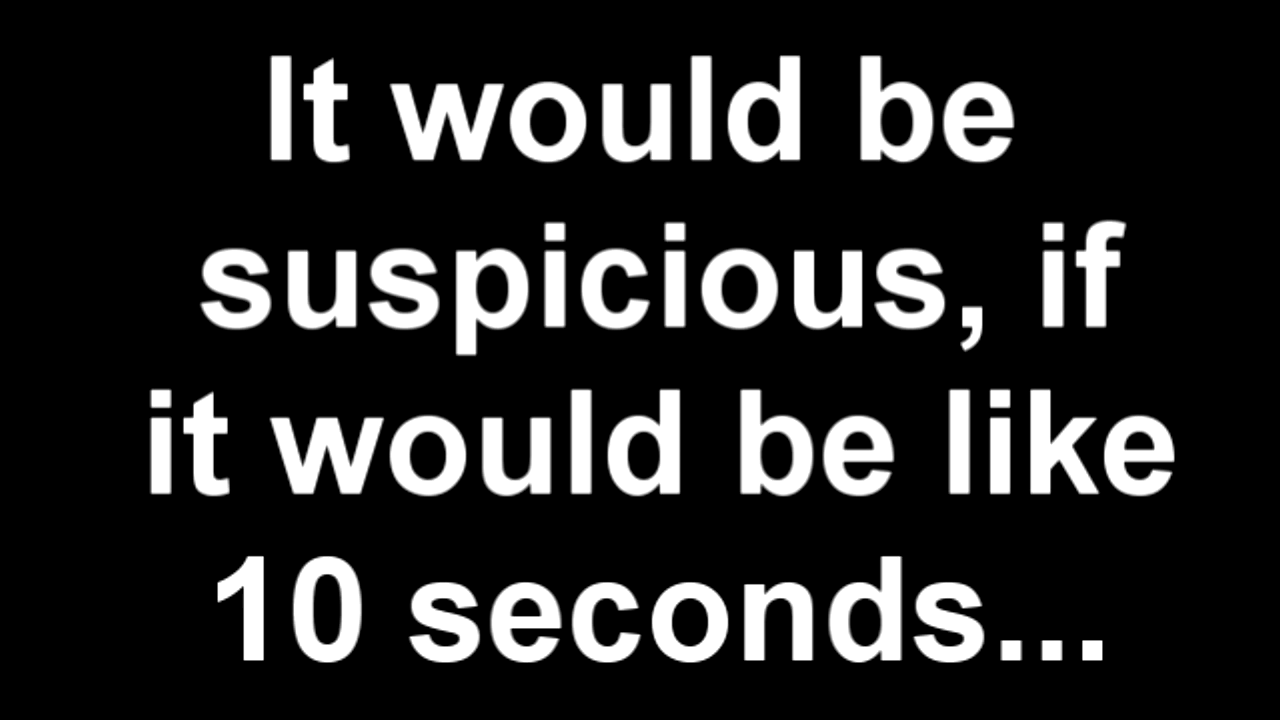 It would be
suspicious, if
it would be like
10 seconds...